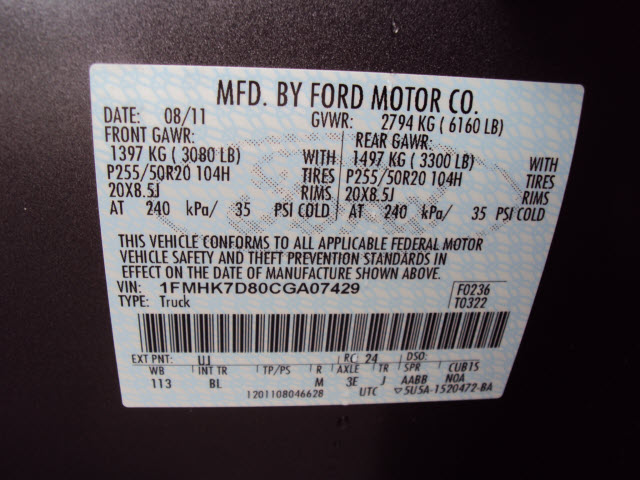 MFD. BY FORD MOTOR CO.
DATE: 08/11 GVWR: 2794 KG ( 6160 LB)
FRONT GAWR: REAR GAWR:
1397 KG ( 3080 LB) WITH 1497 KG ( 3300 LB) WITH
P255/50R20 104H TIRES P255/50R20 104H TIRES
20X8.5J RIMS 20X8.5J RIMS
AT 240 kPa/ 35 PSI COLD AT 240 kPa/ 35 PSI COLD
THIS VEHICLE CONFORMS TO ALL APPLICABLE FEDERAL MOTOR
VEHICLE SAFETY AND THEFT PREVENTION STANDARDS IN
EFFECT ON THE DATE OF MANUFACTURE SHOWN ABOVE.
VIN: 1FMHK7D80CGA07429 F0236
TYPE: Truck T0322
EXT PNT: UJ RC: 24 DSO:
WB INT TR TP/PS R AXLE TR SPR CUB15
113 BL M 3E J AABB NOA
1201108046628 UTC ▽5U5A-1520472-BA